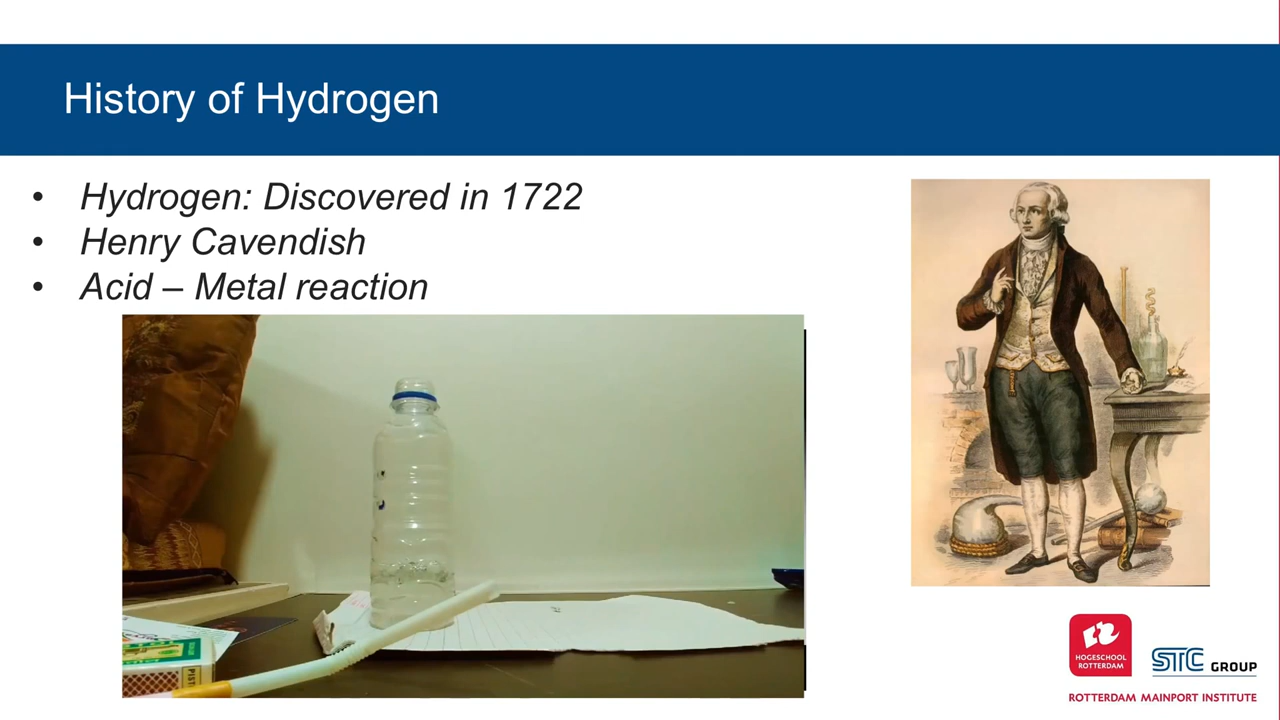 History of Hydrogen
• Hydrogen: Discovered in 1722
• Henry Cavendish
• Acid – Metal reaction
HOGESCHOOL
ROTTERDAM
STC GROUP
ROTTERDAM MAINPORT INSTITUTE